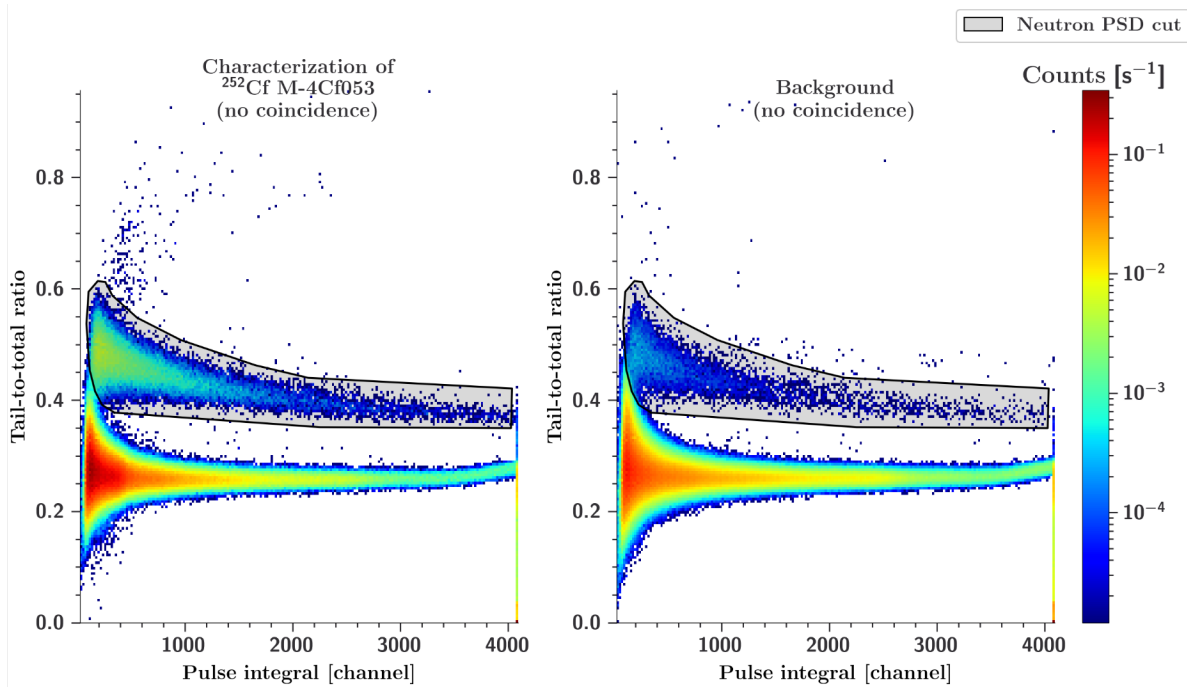 Neutron PSD cut
Characterization of
²⁵²Cf M-4Cf053
(no coincidence)
Background
(no coincidence)
Counts [s⁻¹]
Tail-to-total ratio
0.8
0.6
0.4
0.2
0.0
1000
2000
3000
4000
Pulse integral [channel]
Tail-to-total ratio
0.8
0.6
0.4
0.2
0.0
1000
2000
3000
4000
Pulse integral [channel]
10⁻¹
10⁻²
10⁻³
10⁻⁴